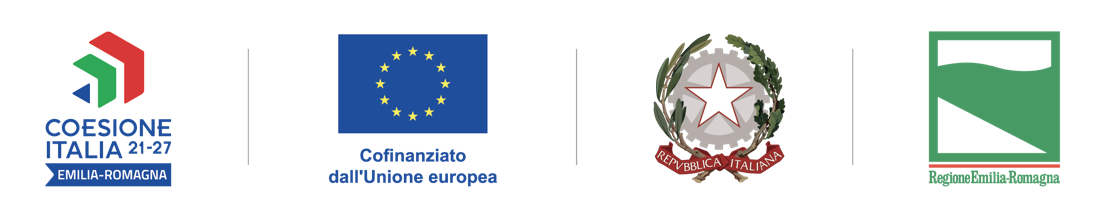 COESIONE
ITALIA 21-27
EMILIA-ROMAGNA
Cofinanziato
dall'Unione europea
REPVBBLICA ITALIANA
RegioneEmilia-Romagna